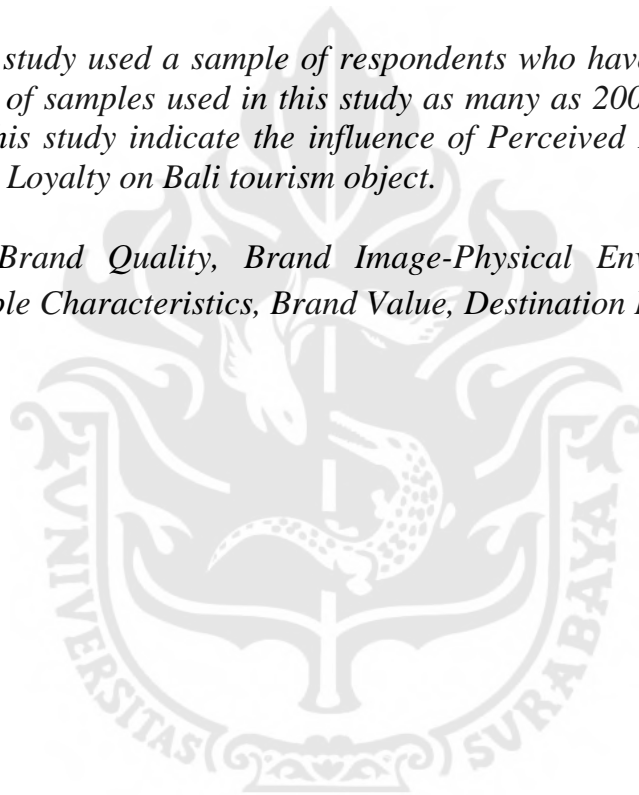 study used a sample of respondents who have
of samples used in this study as many as 200
his study indicate the influence of Perceived
Loyalty on Bali tourism object.
Brand Quality, Brand Image-Physical Env
ple Characteristics, Brand Value, Destination
UNIVERSITAS SURABAYA